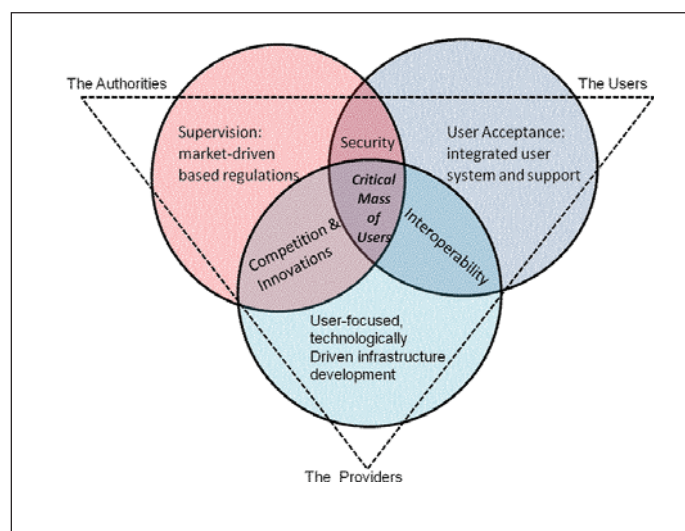 The Authorities
The Users
Supervision:
market-driven
based regulations
Security
User Acceptance:
integrated user
system and support
Critical
Mass
of
Users
Competition &
Innovations
Interoperability
User-focused,
technologically
Driven infrastructure
development
The Providers